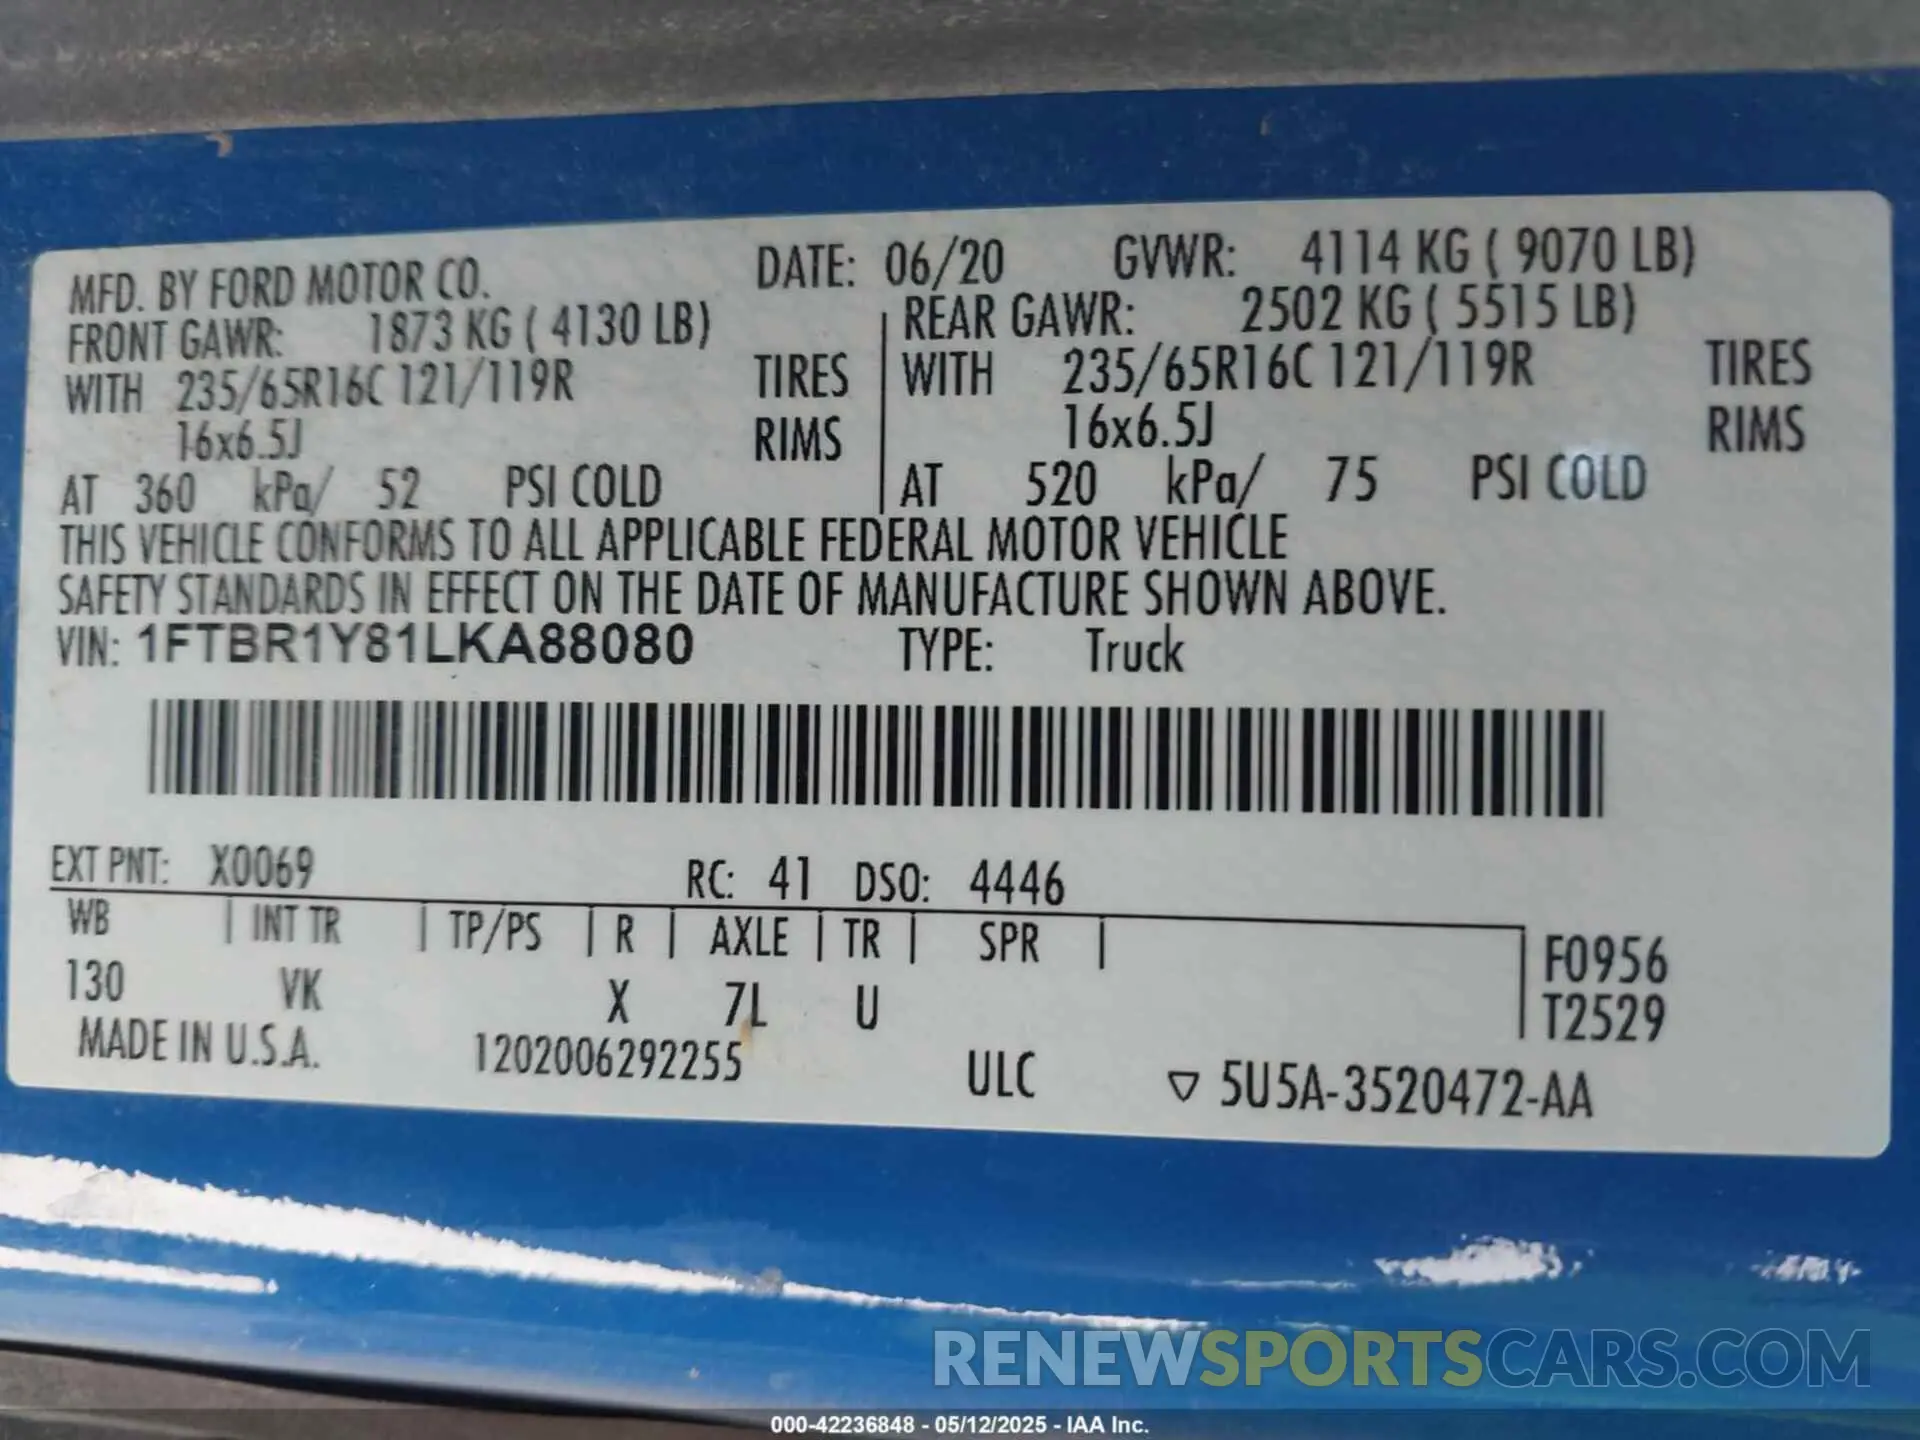 MFD. BY FORD MOTOR CO. DATE: 06/20 GVWR: 4114 KG ( 9070 LB)
FRONT GAWR: 1873 KG ( 4130 LB) REAR GAWR: 2502 KG ( 5515 LB)
WITH 235/65R16C 121/119R TIRES WITH 235/65R16C 121/119R TIRES
16x6.5J RIMS 16x6.5J RIMS
AT 360 kPa/ 52 PSI COLD AT 520 kPa/ 75 PSI COLD
THIS VEHICLE CONFORMS TO ALL APPLICABLE FEDERAL MOTOR VEHICLE
SAFETY STANDARDS IN EFFECT ON THE DATE OF MANUFACTURE SHOWN ABOVE.
VIN: 1FTBR1Y81LKA88080 TYPE: Truck
EXT PNT: X0069 RC: 41 DSO: 4446
WB | INT TR | TP/PS | R | AXLE | TR | SPR | F0956
130 VK X 7L U T2529
MADE IN U.S.A. 1202006292255 ULC ▽ 5U5A-3520472-AA
RENEWSPORTSCARS.COM
000-42236848 - 05/12/2025 - IAA Inc.